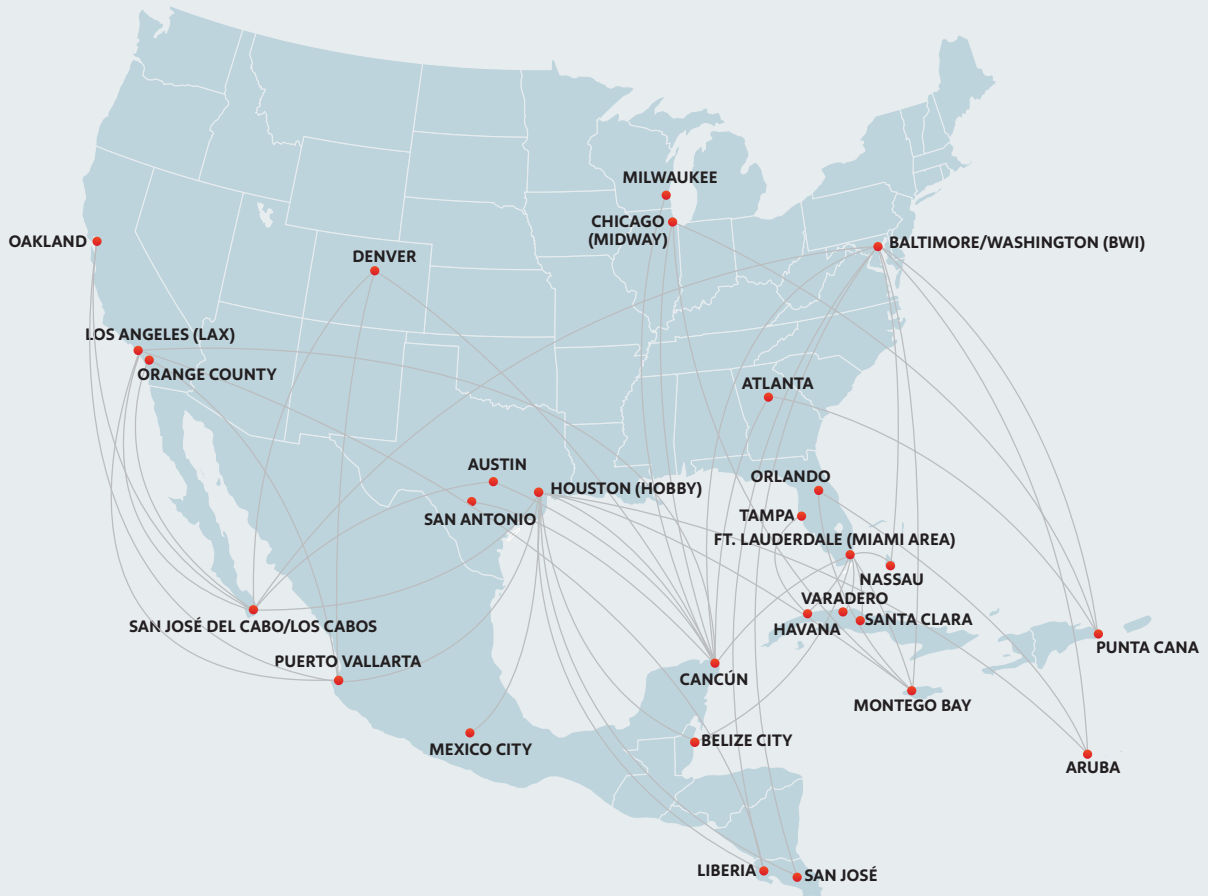 MILWAUKEE
CHICAGO
(MIDWAY)
OAKLAND
BALTIMORE/WASHINGTON (BWI)
DENVER
LOS ANGELES (LAX)
ORANGE COUNTY
ATLANTA
AUSTIN
ORLANDO
HOUSTON (HOBBY)
SAN ANTONIO
TAMPA
FT. LAUDERDALE (MIAMI AREA)
NASSAU
VARADERO
SANTA CLARA
HAVANA
SAN JOSÉ DEL CABO/LOS CABOS
PUNTA CANA
PUERTO VALLARTA
CANCÚN
MONTEGO BAY
BELIZE CITY
MEXICO CITY
ARUBA
LIBERIA
SAN JOSÉ